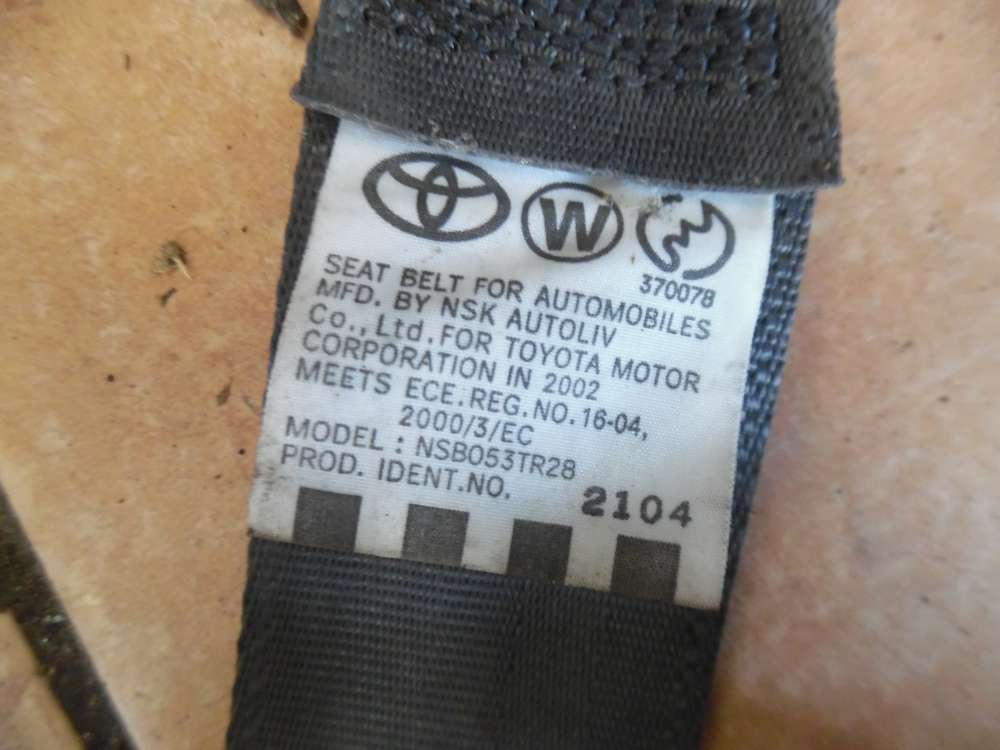 W
370078
SEAT BELT FOR AUTOMOBILES
MFD. BY NSK AUTOLIV
Co., Ltd. FOR TOYOTA MOTOR
CORPORATION IN 2002
MEETS ECE.REG.NO.16-04,
2000/3/EC
MODEL : NSB053TR28
PROD. IDENT.NO. 2104